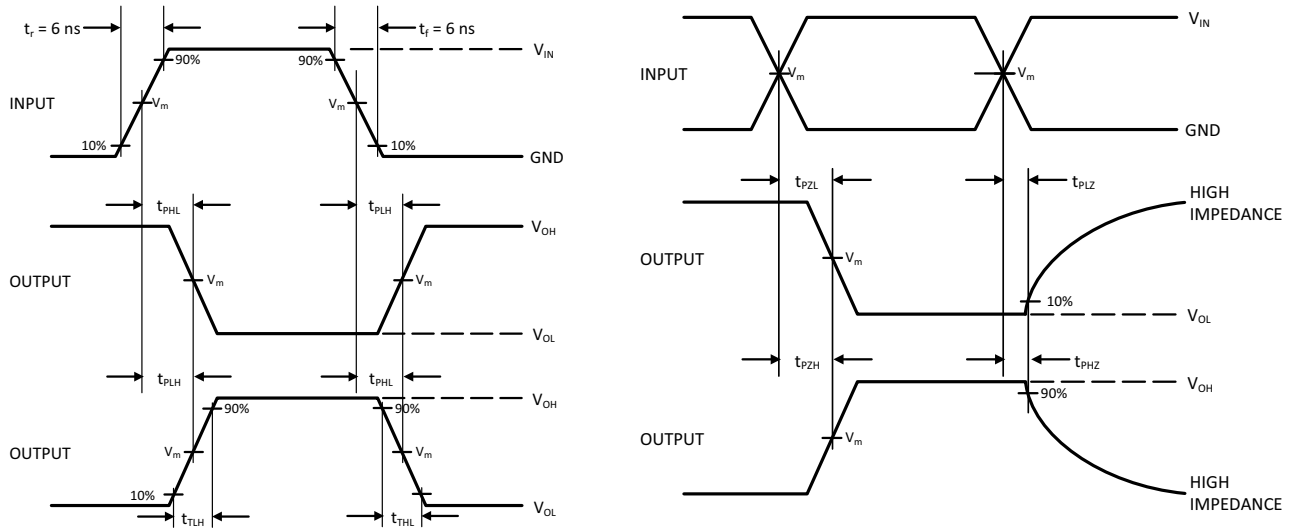 t_r = 6 ns
t_f = 6 ns
V_IN
90%
90%
INPUT
V_m
V_m
10%
10%
GND
t_PHL
t_PLH
V_OH
OUTPUT
V_m
V_m
V_OL
t_PLH
t_PHL
V_OH
90%
90%
OUTPUT
V_m
V_m
10%
V_OL
t_TLH
t_THL
V_IN
INPUT
V_m
V_m
GND
t_PZL
t_PLZ
HIGH
IMPEDANCE
OUTPUT
V_m
10%
V_OL
t_PZH
t_PHZ
V_OH
90%
OUTPUT
V_m
HIGH
IMPEDANCE